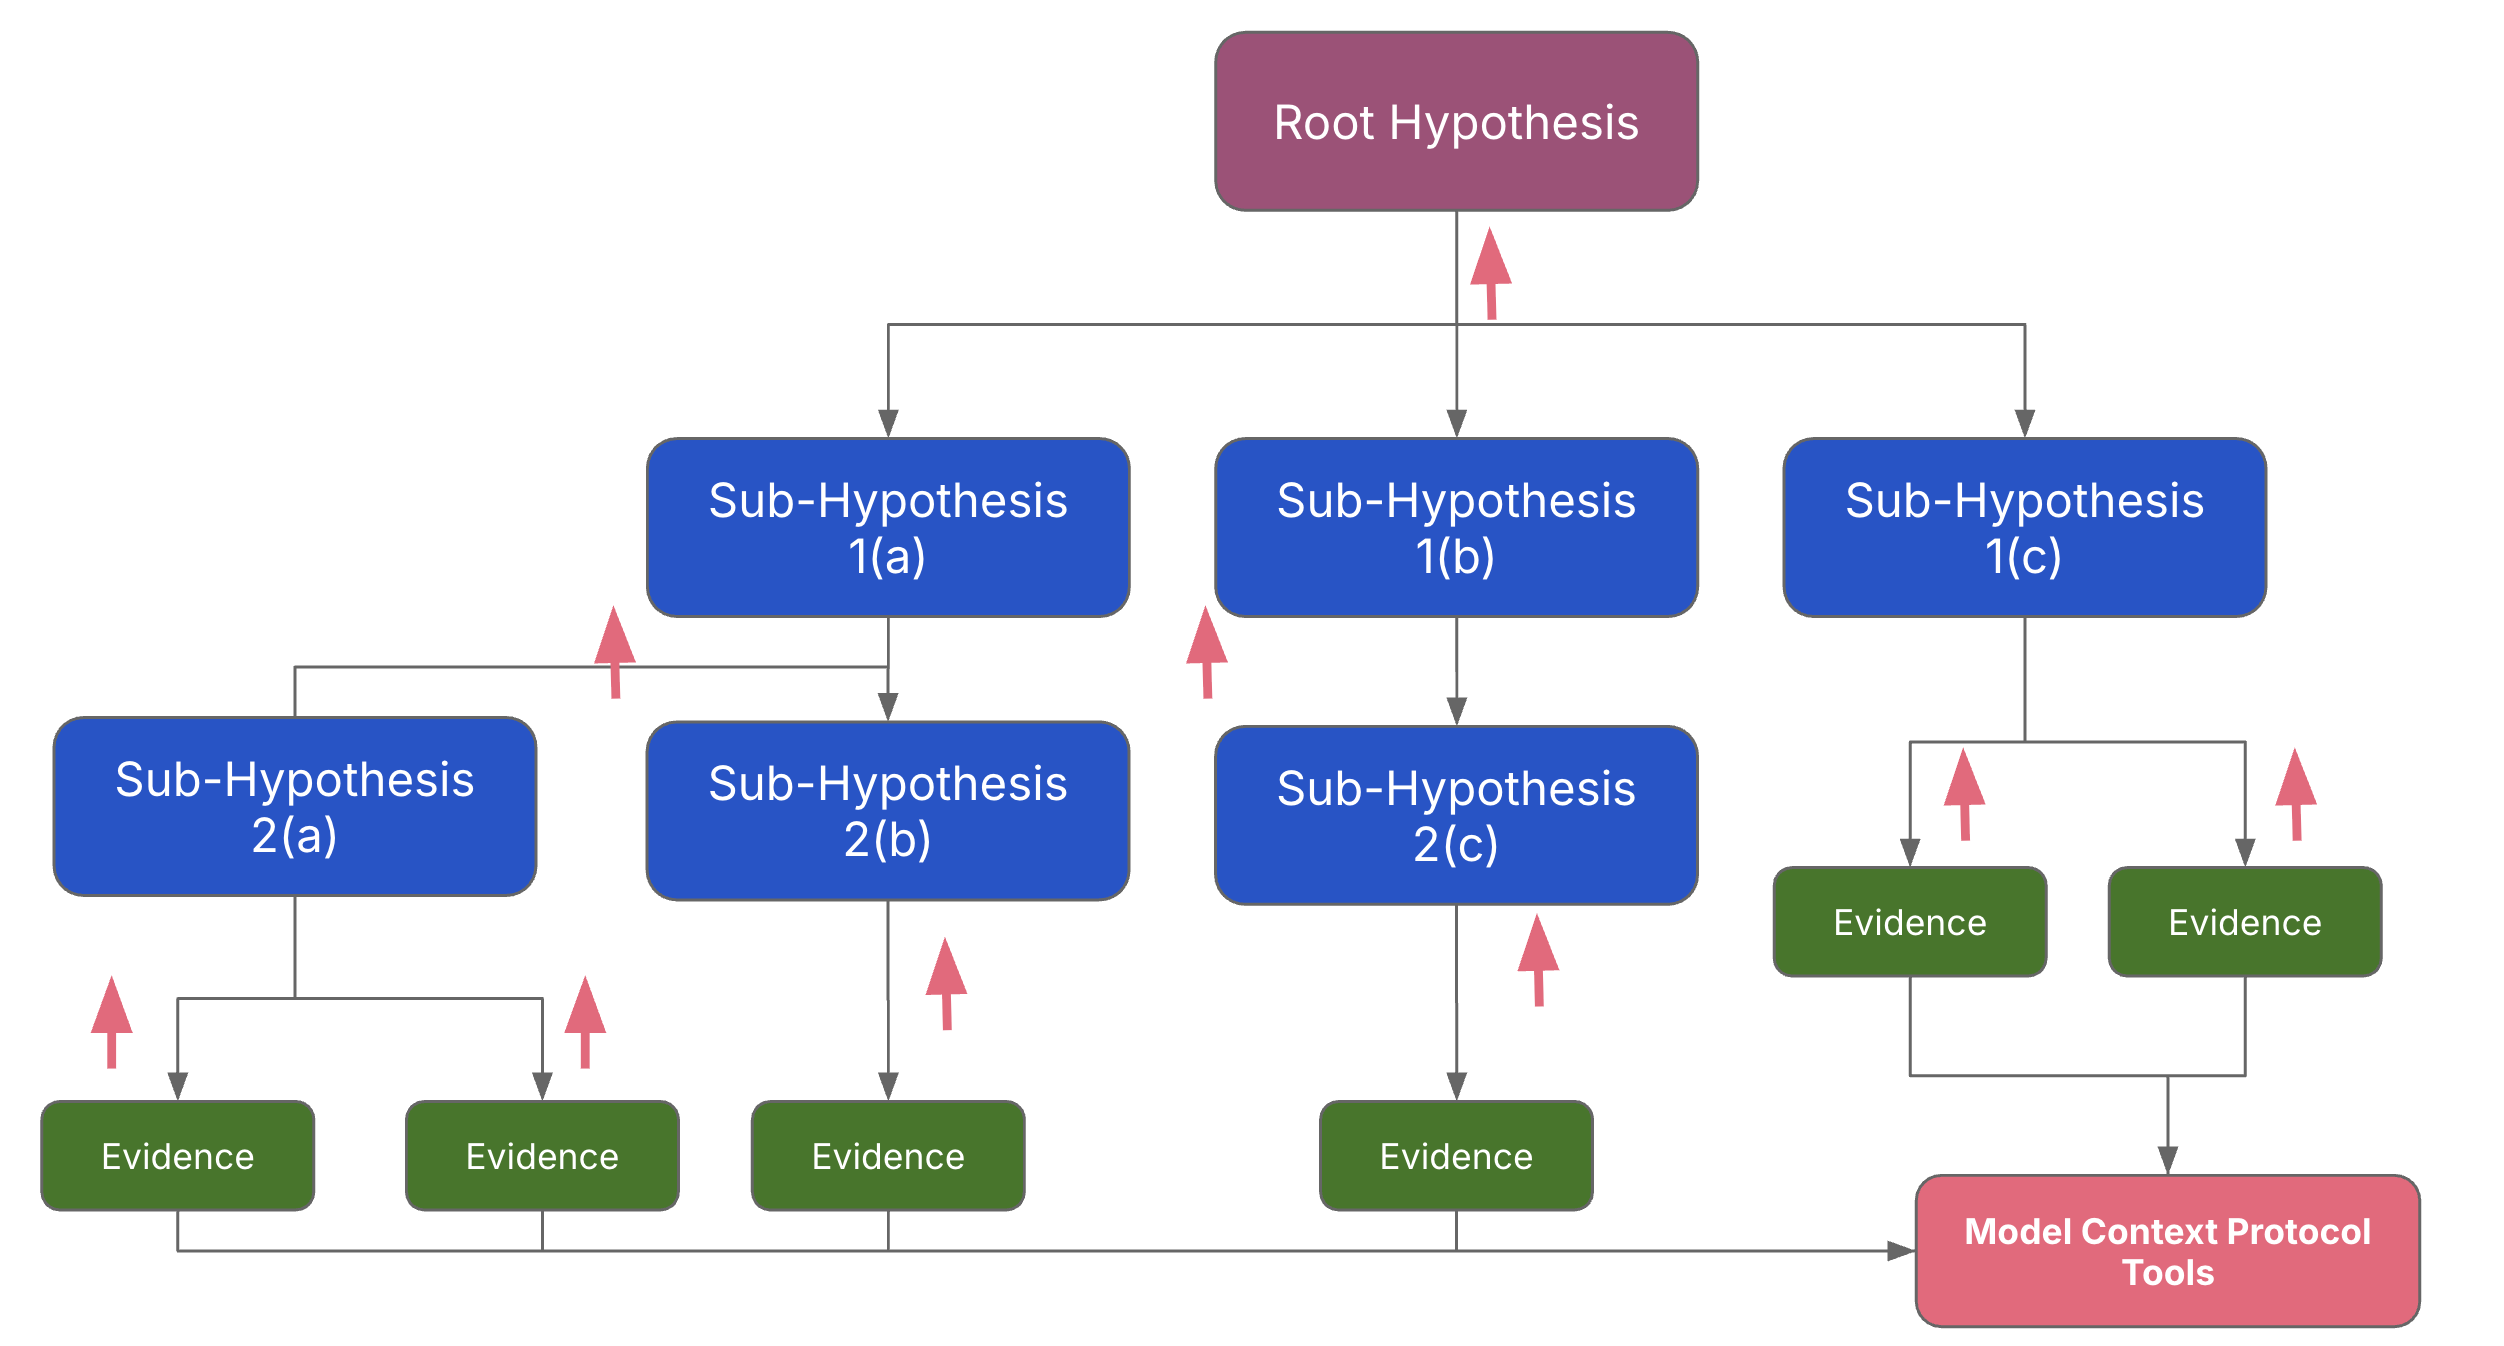 Root Hypothesis
Sub-Hypothesis
1(a)
Sub-Hypothesis
1(b)
Sub-Hypothesis
1(c)
Sub-Hypothesis
2(a)
Sub-Hypothesis
2(b)
Sub-Hypothesis
2(c)
Evidence
Evidence
Evidence
Evidence
Evidence
Evidence
Model Context Protocol
Tools